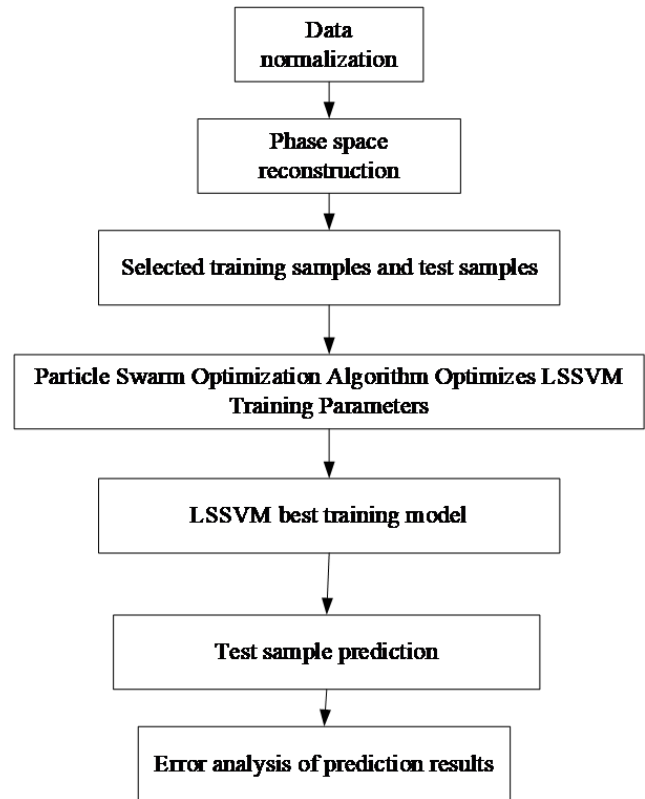 Data
normalization
Phase space
reconstruction
Selected training samples and test samples
Particle Swarm Optimization Algorithm Optimizes LSSVM
Training Parameters
LSSVM best training model
Test sample prediction
Error analysis of prediction results